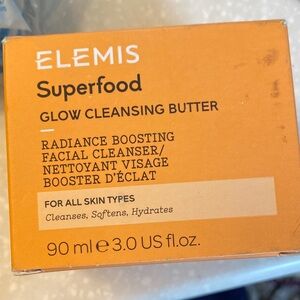 ELEMIS
Superfood
GLOW CLEANSING BUTTER
RADIANCE BOOSTING
FACIAL CLEANSER/
NETTOYANT VISAGE
BOOSTER D'ÉCLAT
FOR ALL SKIN TYPES
Cleanses, Softens, Hydrates
90 ml e 3.0 US fl.oz.